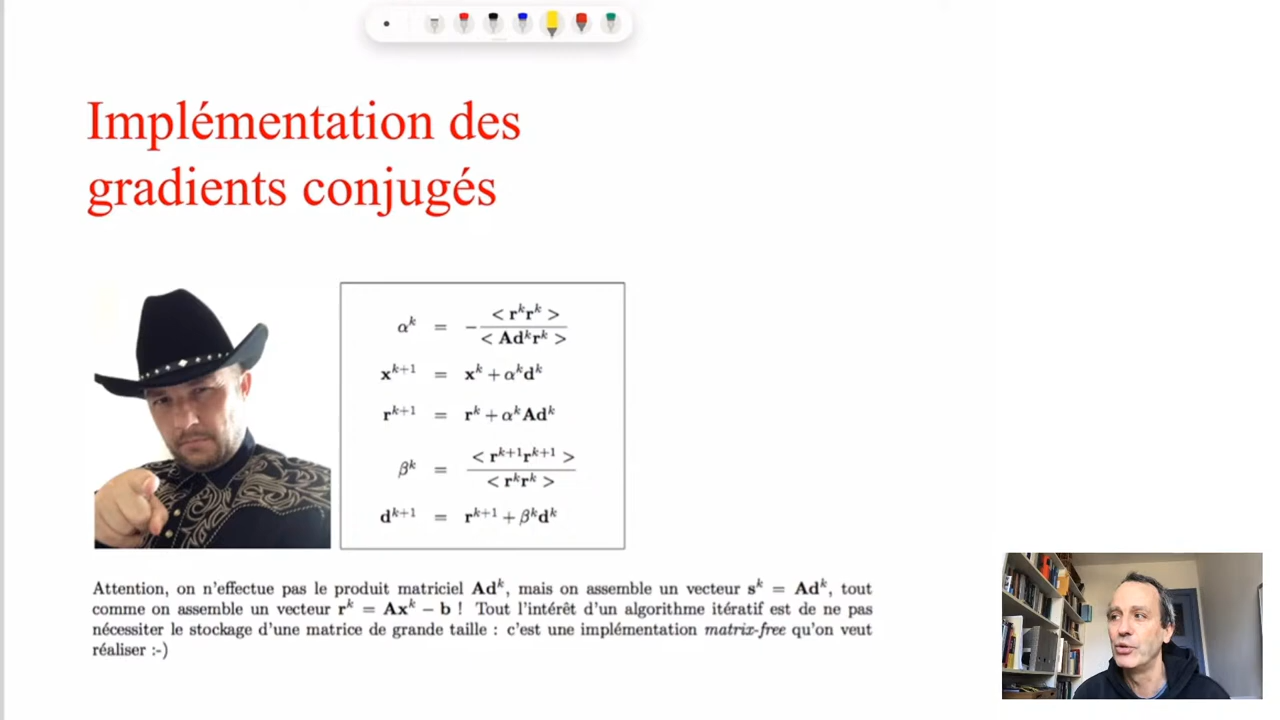 Implémentation des
gradients conjugés
αᵏ = − < rᵏrᵏ > / < Adᵏrᵏ >
xᵏ⁺¹ = xᵏ + αᵏdᵏ
rᵏ⁺¹ = rᵏ + αᵏAdᵏ
βᵏ = < rᵏ⁺¹rᵏ⁺¹ > / < rᵏrᵏ >
dᵏ⁺¹ = rᵏ⁺¹ + βᵏdᵏ
Attention, on n'effectue pas le produit matriciel Adᵏ, mais on assemble un vecteur sᵏ = Adᵏ, tout
comme on assemble un vecteur rᵏ = Axᵏ − b ! Tout l'intérêt d'un algorithme itératif est de ne pas
nécessiter le stockage d'une matrice de grande taille : c'est une implémentation matrix-free qu'on veut
réaliser :-)